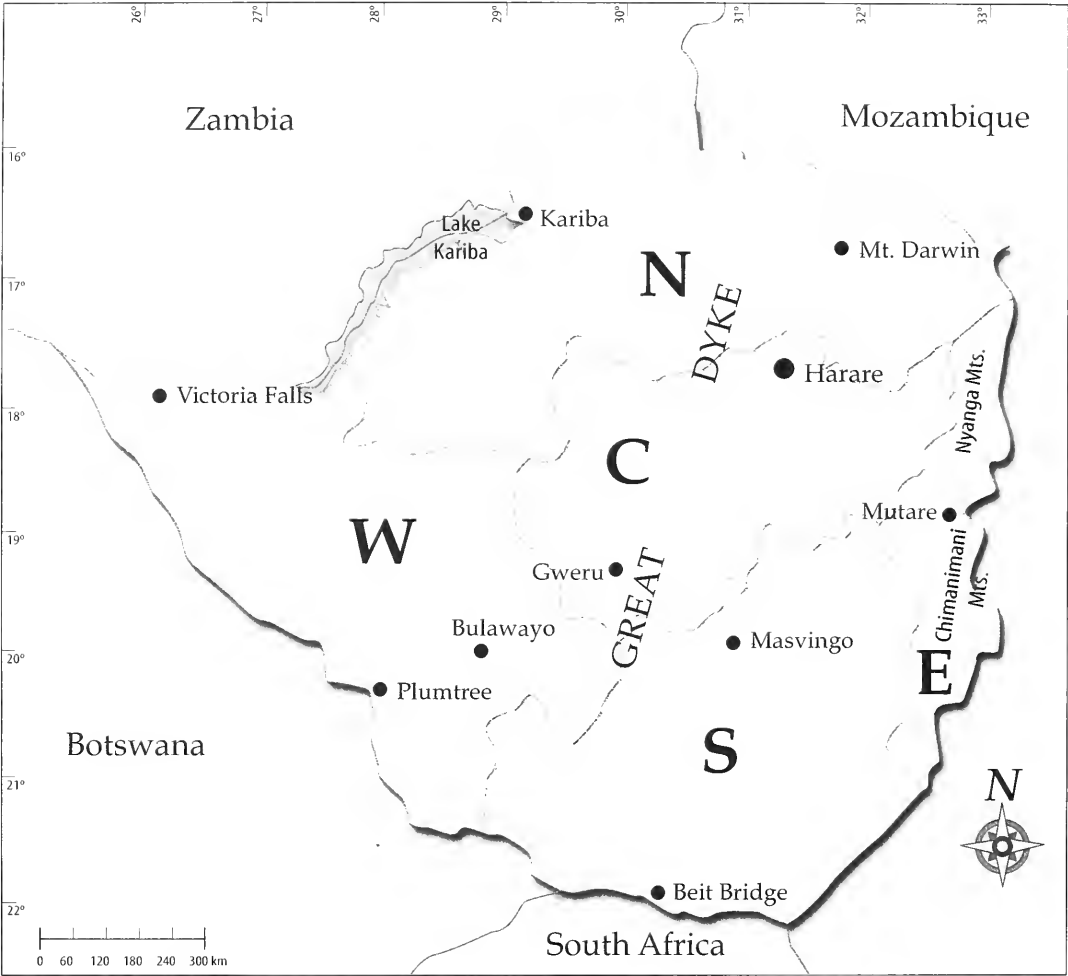 26° 27° 28° 29° 30° 31° 32° 33°
Zambia
Mozambique
16°
Lake
Kariba
Kariba
N
Mt. Darwin
17°
DYKE
Harare
Nyanga Mts.
Victoria Falls
18°
C
W
Mutare
19°
Gweru
GREAT
Chimanimani
Mts.
Bulawayo
Masvingo
20°
E
Plumtree
Botswana
S
21°
N
Beit Bridge
22°
South Africa
0 60 120 180 240 300 km